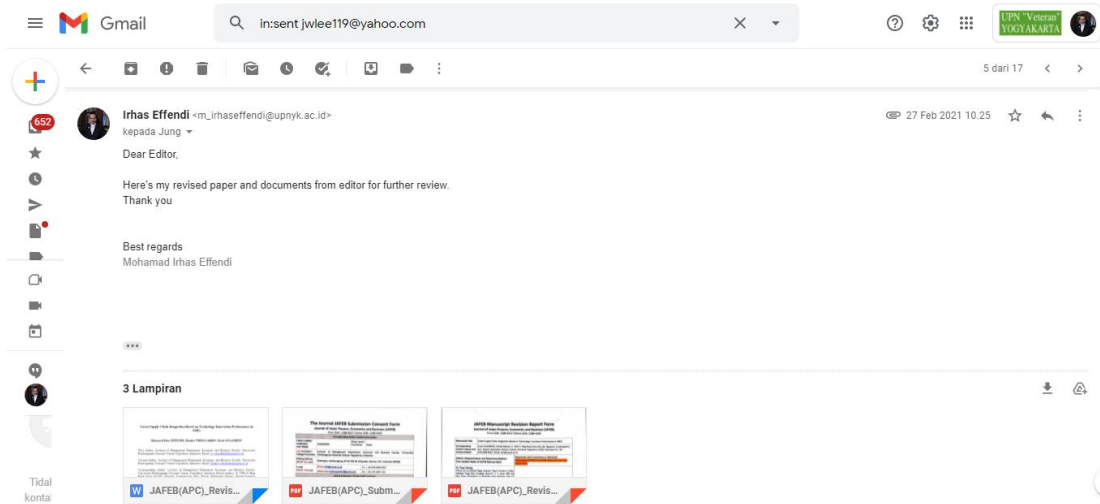 Gmail
in:sent jwlee119@yahoo.com
UPN "Veteran"
YOGYAKARTA
5 dari 17
652
Irhas Effendi <m_irhaseffendi@upnyk.ac.id>
27 Feb 2021 10.25
kepada Jung
Dear Editor,
Here's my revised paper and documents from editor for further review.
Thank you
Best regards
Mohamad Irhas Effendi
3 Lampiran
The Journal JAFEB Submission Consent Form
JAFEB Manuscript Revision Report Form
W JAFEB(APC)_Revis...
PDF JAFEB(APC)_Subm...
PDF JAFEB(APC)_Revis...
Tidal
kontal